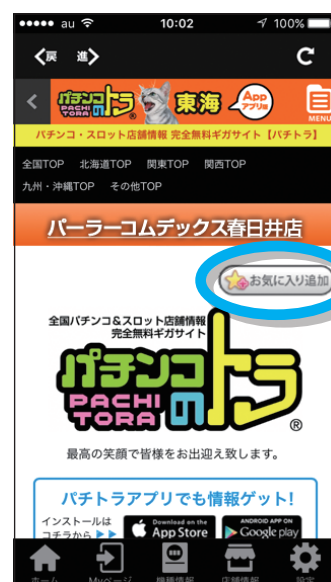 au 10:02 100%
戻 進
パチンコのトラ PACHI TORA 東海 App アプリ版
MENU
パチンコ・スロット店舗情報 完全無料ギガサイト【パチトラ】
全国TOP 北海道TOP 関東TOP 関西TOP
九州・沖縄TOP その他TOP
パーラーコムデックス春日井店
お気に入り追加
全国パチンコ&スロット店舗情報
完全無料ギガサイト
パチンコのトラ
PACHI
TORA
®
最高の笑顔で皆様をお出迎え致します。
パチトラアプリでも情報ゲット!
インストールは
コチラから▶▶
Download on the
App Store
ANDROID APP ON
Google play
ホーム Myページ 機種情報 店舗情報 設定